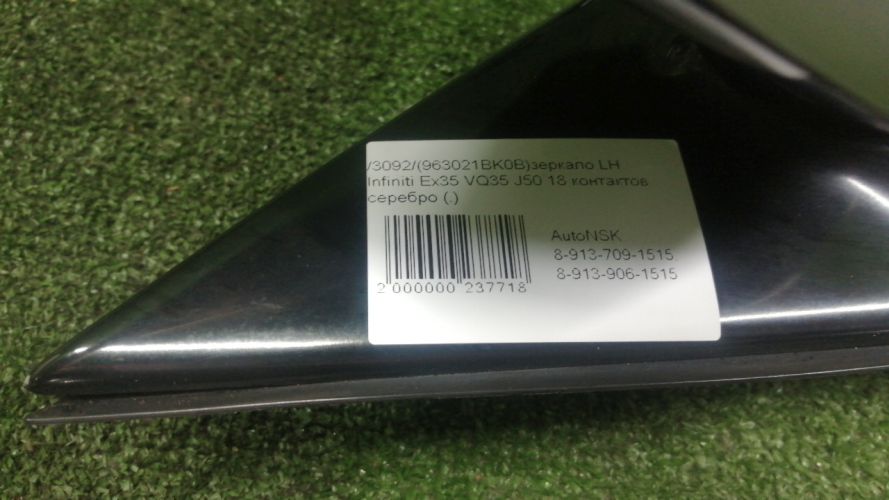 /3092/(963021BK0B)зеркало LH
Infiniti Ex35 VQ35 J50 18 контактов
серебро (.)
AutoNSK
8-913-709-1515
8-913-906-1515
2 000000 237718